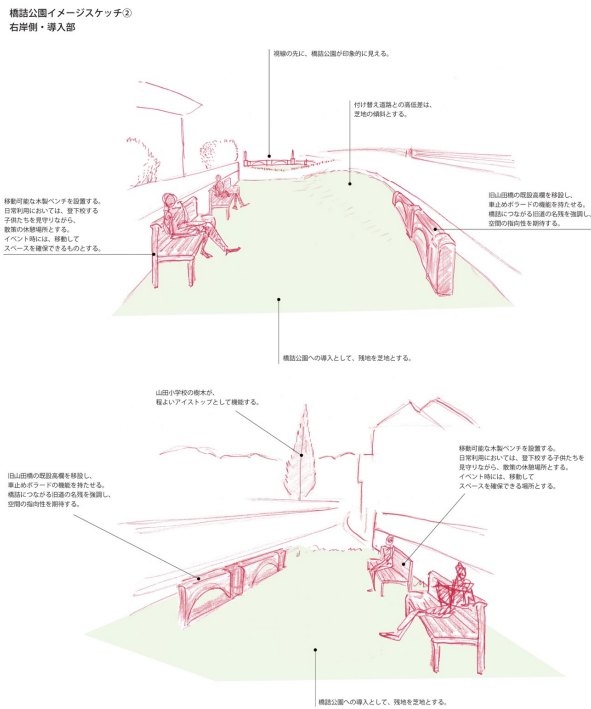 橋詰公園イメージスケッチ②
右岸側・導入部
視線の先に、橋詰公園が印象的に見える。
付け替え道路との高低差は、
芝地の傾斜とする。
移動可能な木製ベンチを設置する。
日常利用においては、登下校する
子供たちを見守りながら、
散策の休憩場所とする。
イベント時には、移動して
スペースを確保できるものとする。
旧山田橋の既設高欄を移設し、
車止めボラードの機能を持たせる。
橋詰につながる旧道の名残を強調し、
空間の指向性を期待する。
橋詰公園への導入として、残地を芝地とする。
山田小学校の樹木が、
程よいアイストップとして機能する。
移動可能な木製ベンチを設置する。
日常利用においては、登下校する子供たちを
見守りながら、散策の休憩場所とする。
イベント時には、移動して
スペースを確保できる場所とする。
旧山田橋の既設高欄を移設し、
車止めボラードの機能を持たせる。
橋詰につながる旧道の名残を強調し、
空間の指向性を期待する。
橋詰公園への導入として、残地を芝地とする。